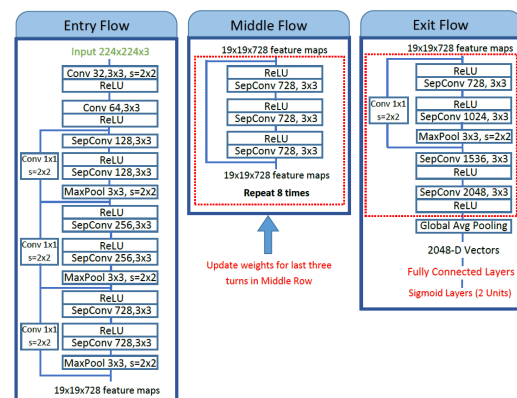 Entry Flow
Input 224x224x3
Conv 32,3x3, s=2x2
ReLU
Conv 64,3x3
ReLU
SepConv 128,3x3
Conv 1x1
s=2x2
ReLU
SepConv 128,3x3
MaxPool 3x3, s=2x2
ReLU
SepConv 256,3x3
Conv 1x1
s=2x2
ReLU
SepConv 256,3x3
MaxPool 3x3, s=2x2
ReLU
SepConv 728,3x3
Conv 1x1
s=2x2
ReLU
SepConv 728,3x3
MaxPool 3x3, s=2x2
19x19x728 feature maps
Middle Flow
19x19x728 feature maps
ReLU
SepConv 728, 3x3
ReLU
SepConv 728, 3x3
ReLU
SepConv 728, 3x3
19x19x728 feature maps
Repeat 8 times
Update weights for last three
turns in Middle Row
Exit Flow
19x19x728 feature maps
ReLU
SepConv 728, 3x3
Conv 1x1
s=2x2
ReLU
SepConv 1024, 3x3
MaxPool 3x3, s=2x2
SepConv 1536, 3x3
ReLU
SepConv 2048, 3x3
ReLU
Global Avg Pooling
2048-D Vectors
Fully Connected Layers
Sigmoid Layers (2 Units)